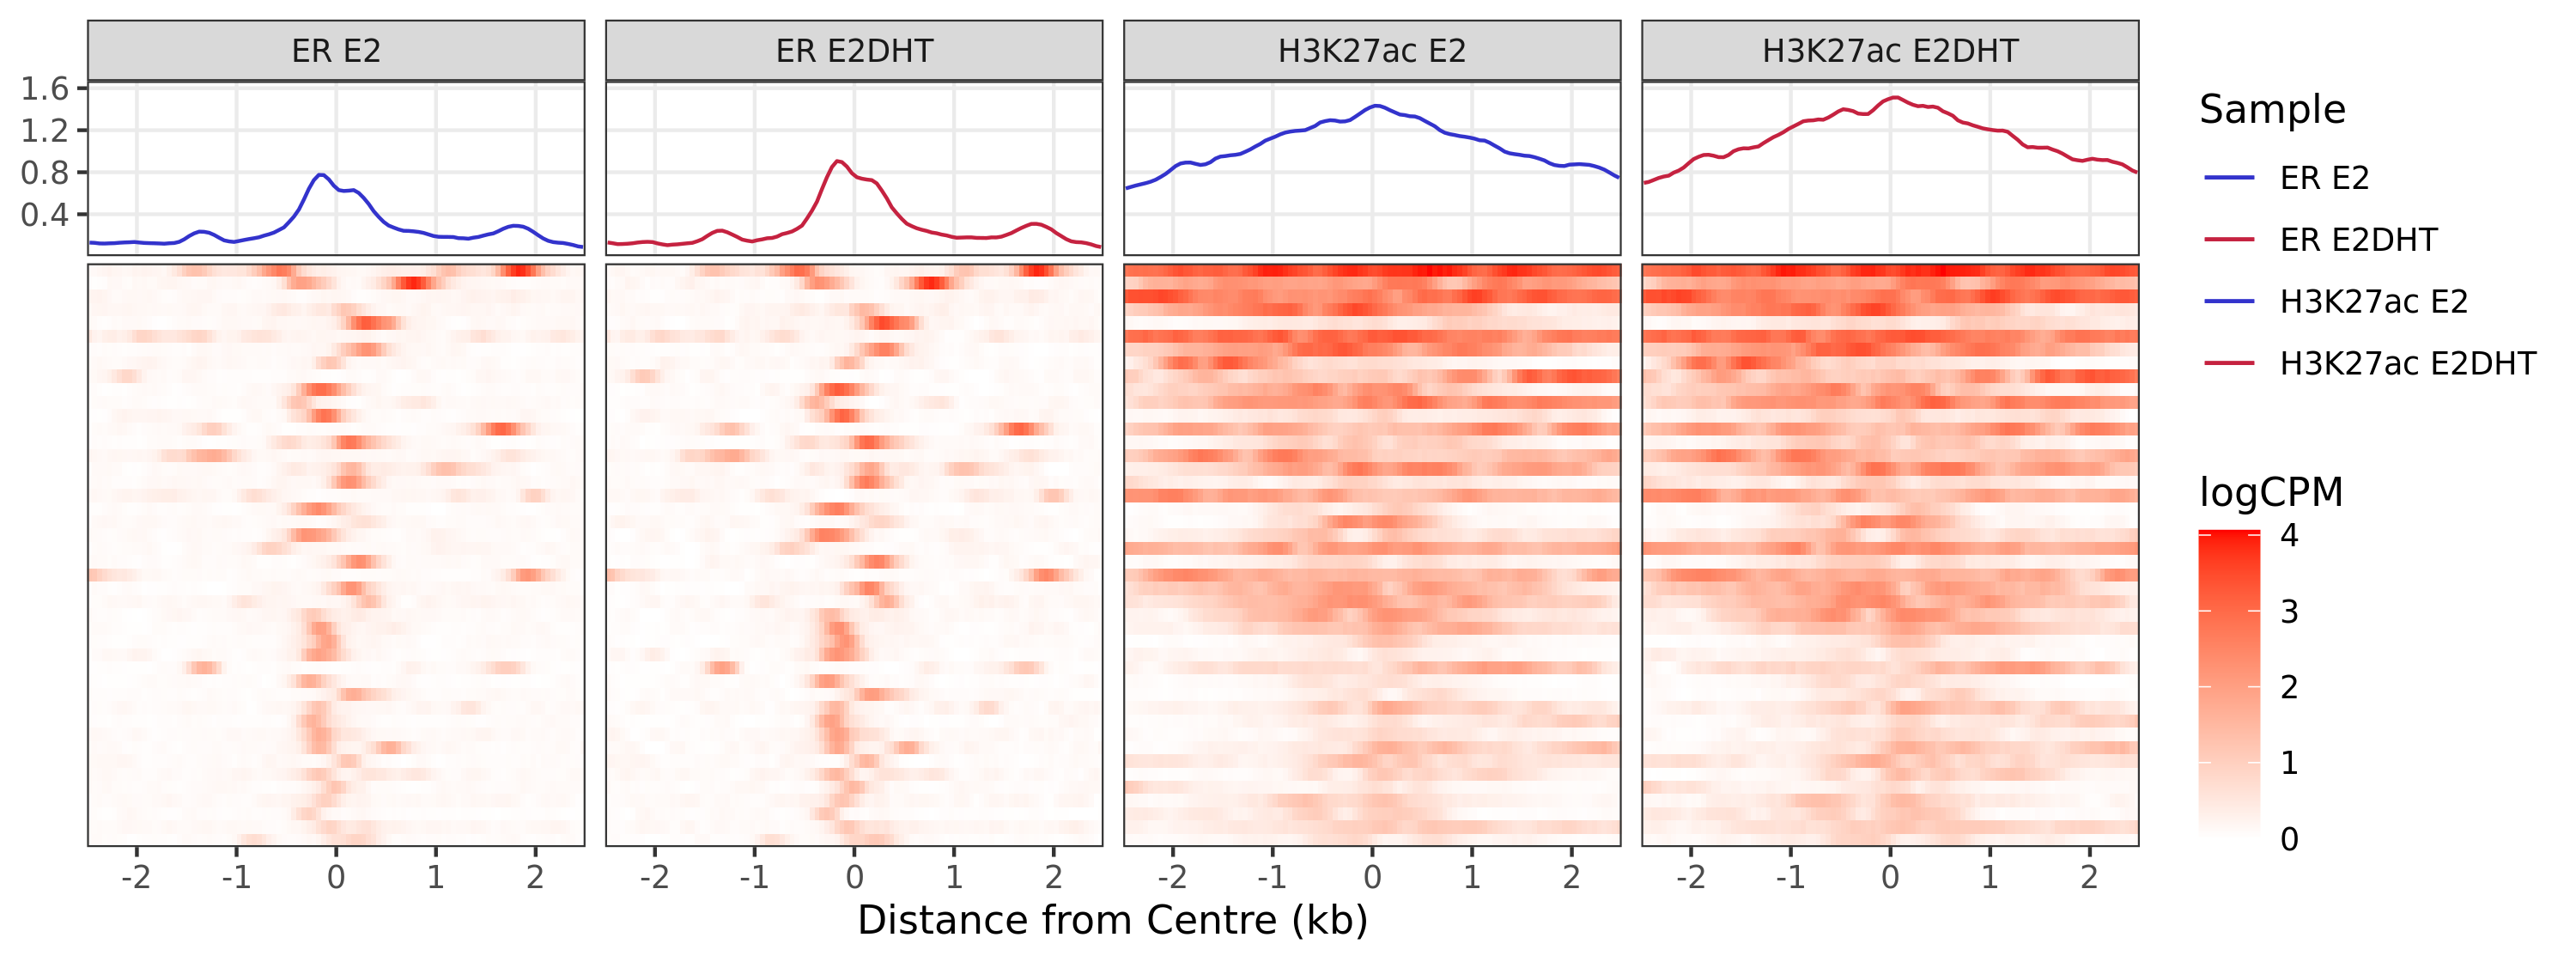 ER E2
ER E2DHT
H3K27ac E2
H3K27ac E2DHT
1.6
1.2
0.8
0.4
-2 -1 0 1 2
-2 -1 0 1 2
-2 -1 0 1 2
-2 -1 0 1 2
Distance from Centre (kb)
Sample
ER E2
ER E2DHT
H3K27ac E2
H3K27ac E2DHT
logCPM
4
3
2
1
0